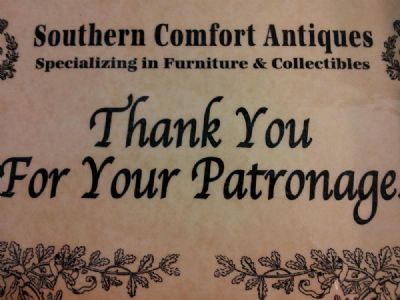 Southern Comfort Antiques
Specializing in Furniture & Collectibles
Thank You
For Your Patronage.